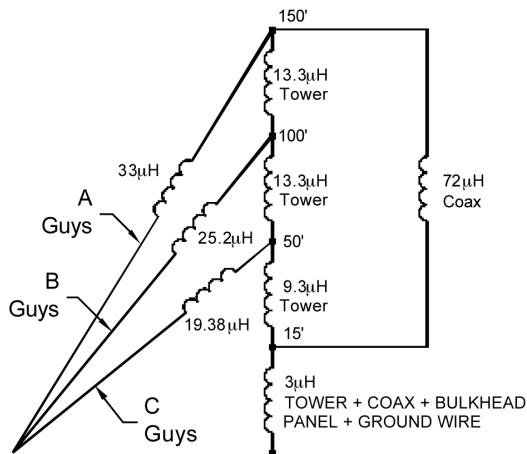 150'
13.3μH
Tower
100'
33μH
13.3μH
Tower
72μH
Coax
A
Guys
25.2μH
50'
B
Guys
9.3μH
Tower
19.38μH
15'
C
Guys
3μH
TOWER + COAX + BULKHEAD
PANEL + GROUND WIRE